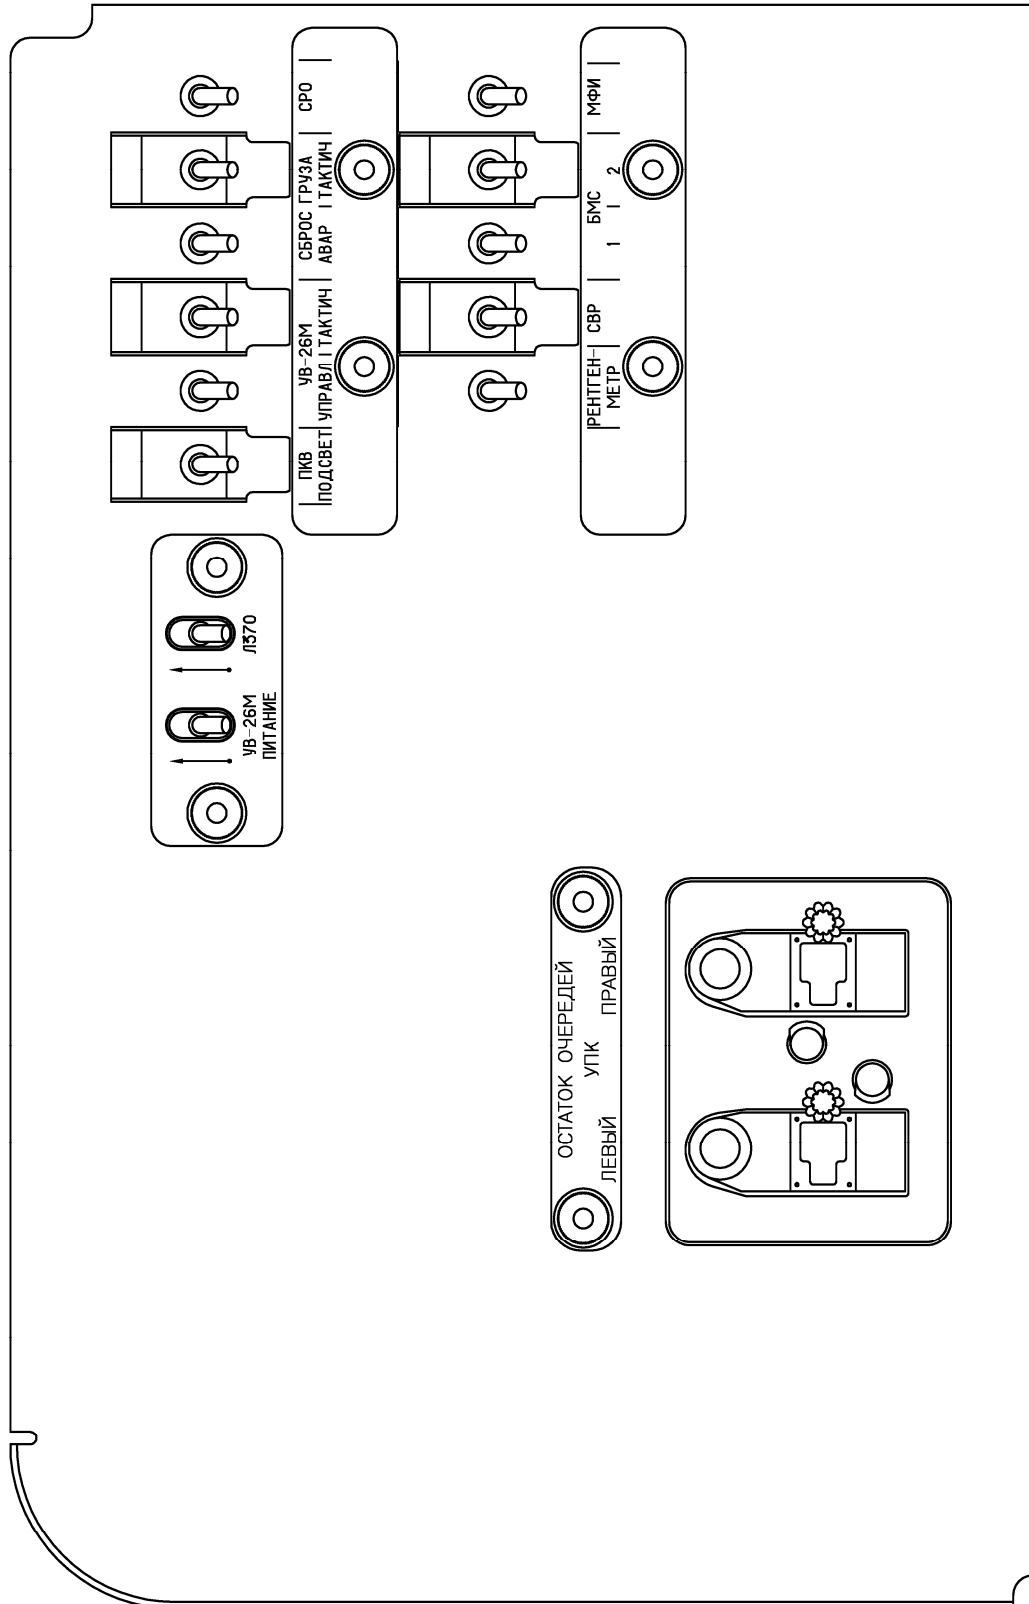 ПКВ
ПОДСВЕТ
УВ-26М
УПРАВЛ ТАКТИЧ
СБРОС ГРУЗА
АВАР ТАКТИЧ
СРО
РЕНТГЕН-
МЕТР
СВР
БМС
1 2
МФИ
УВ-26М
ПИТАНИЕ
Л370
ОСТАТОК ОЧЕРЕДЕЙ
УПК
ЛЕВЫЙ ПРАВЫЙ